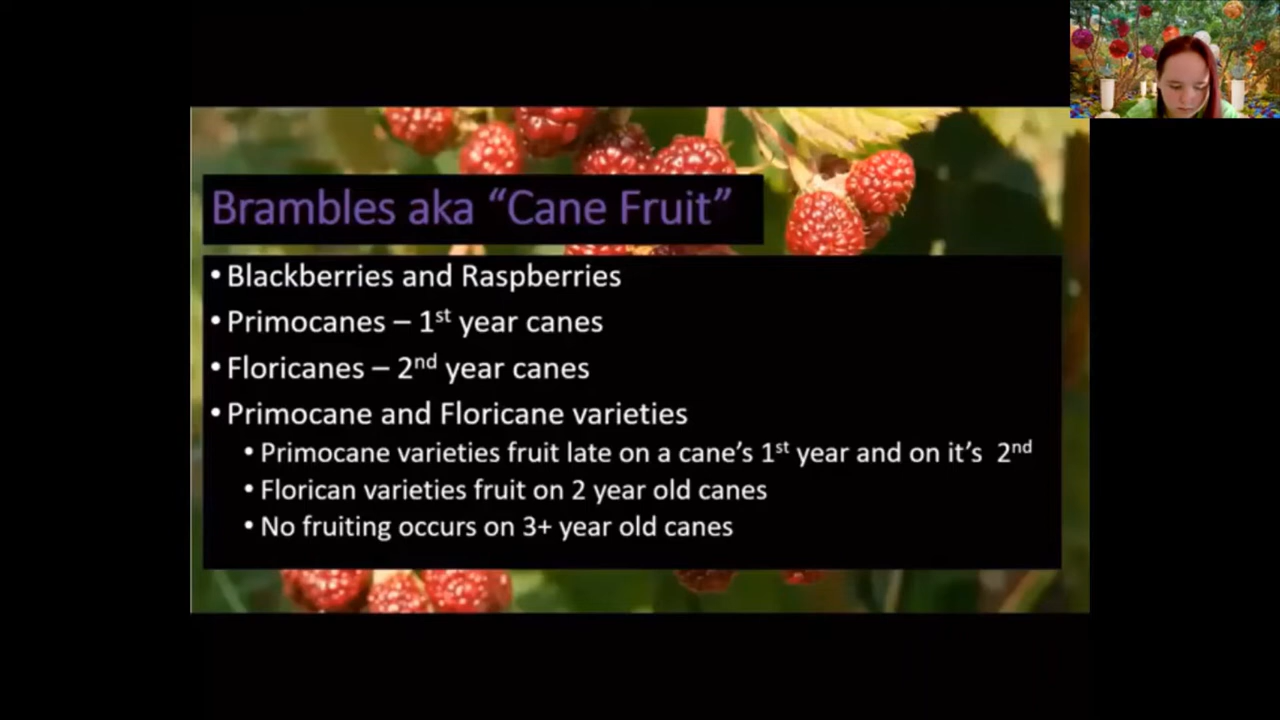 Brambles aka “Cane Fruit”
• Blackberries and Raspberries
• Primocanes – 1st year canes
• Floricanes – 2nd year canes
• Primocane and Floricane varieties
• Primocane varieties fruit late on a cane’s 1st year and on it’s 2nd
• Florican varieties fruit on 2 year old canes
• No fruiting occurs on 3+ year old canes